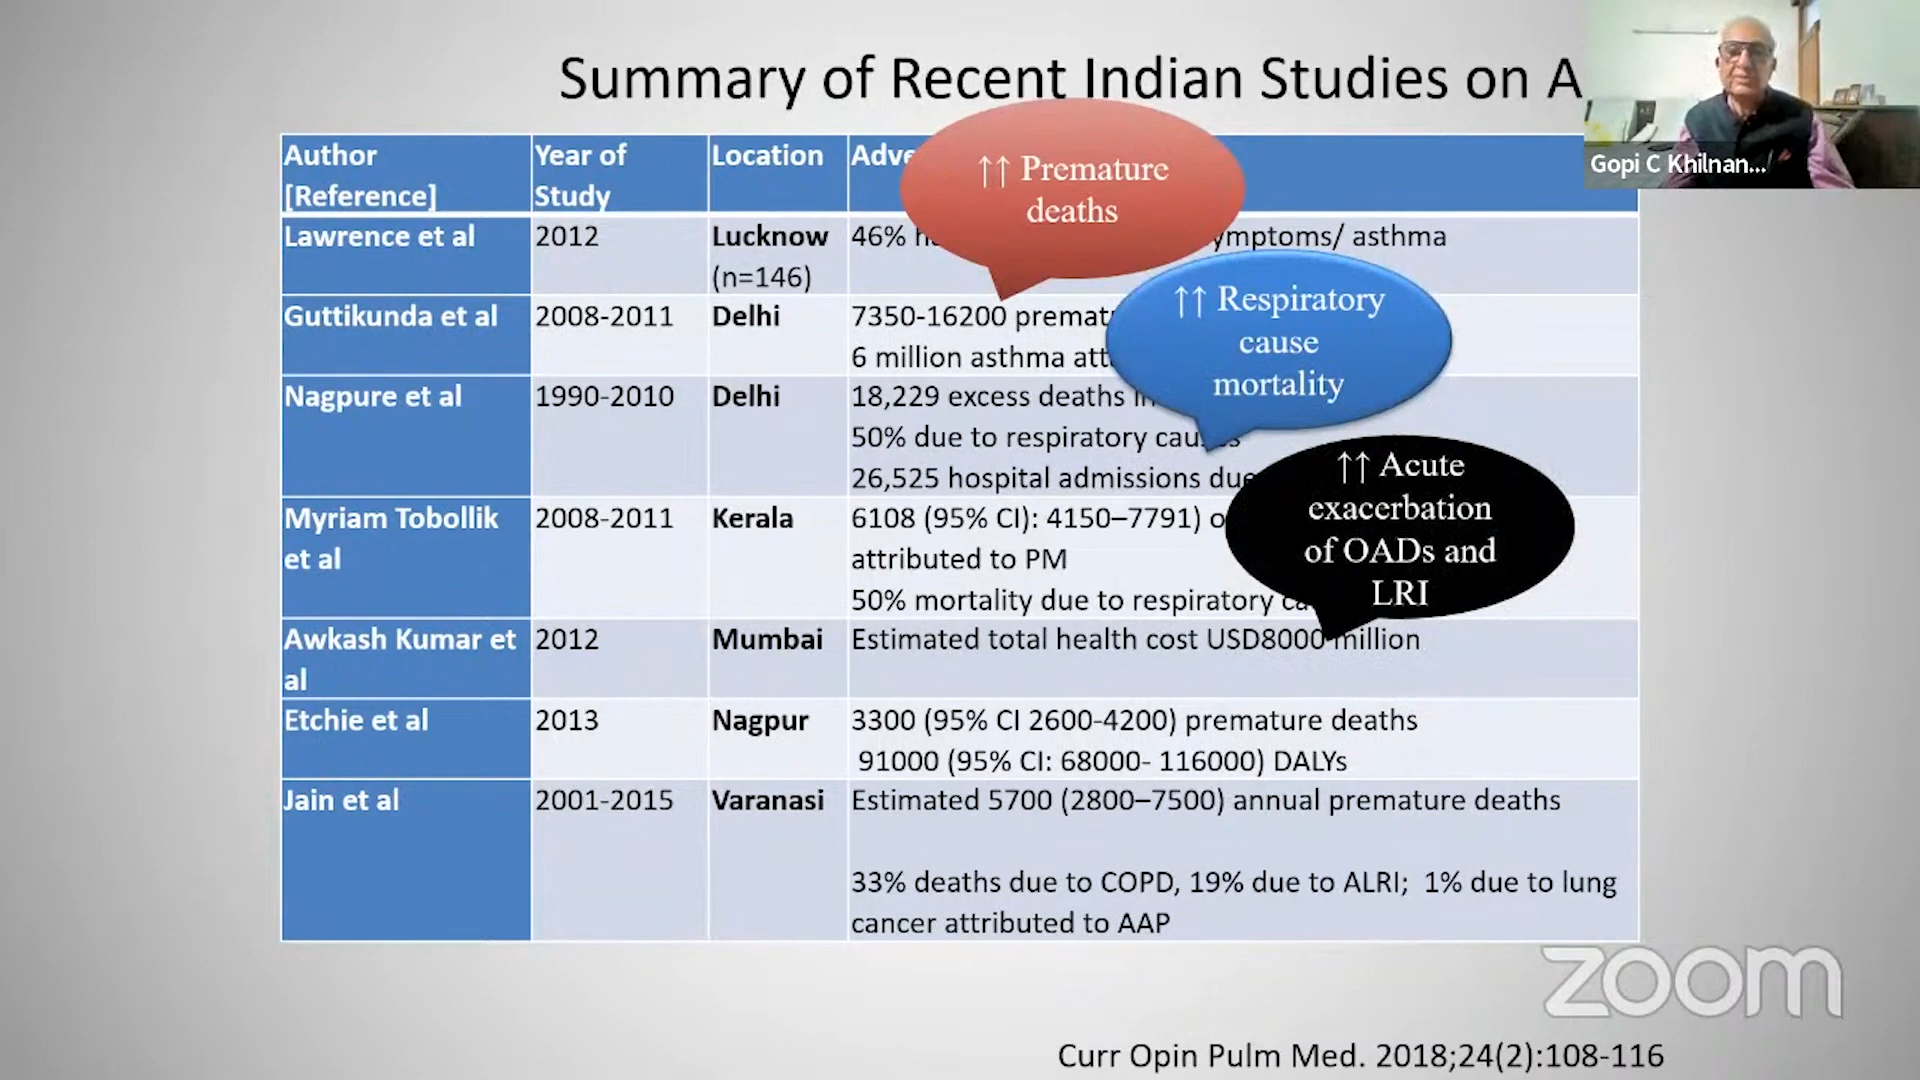 Summary of Recent Indian Studies on A
Gopi C Khilnan...
Author
[Reference]
Year of
Study
Location
Adve
↑↑ Premature
deaths
Lawrence et al
2012
Lucknow
(n=146)
46%
ymptoms/ asthma
Guttikunda et al
2008-2011
Delhi
7350-16200 premat
6 million asthma att
↑↑ Respiratory
cause
mortality
Nagpure et al
1990-2010
Delhi
18,229 excess deaths
50% due to respiratory
26,525 hospital admissions due
↑↑ Acute
exacerbation
of OADs and
LRI
Myriam Tobollik
et al
2008-2011
Kerala
6108 (95% CI): 4150–7791) o
attributed to PM
50% mortality due to respiratory
Awkash Kumar et
al
2012
Mumbai
Estimated total health cost USD8000 million
Etchie et al
2013
Nagpur
3300 (95% CI 2600-4200) premature deaths
91000 (95% CI: 68000- 116000) DALYs
Jain et al
2001-2015
Varanasi
Estimated 5700 (2800–7500) annual premature deaths
33% deaths due to COPD, 19% due to ALRI; 1% due to lung
cancer attributed to AAP
zoom
Curr Opin Pulm Med. 2018;24(2):108-116